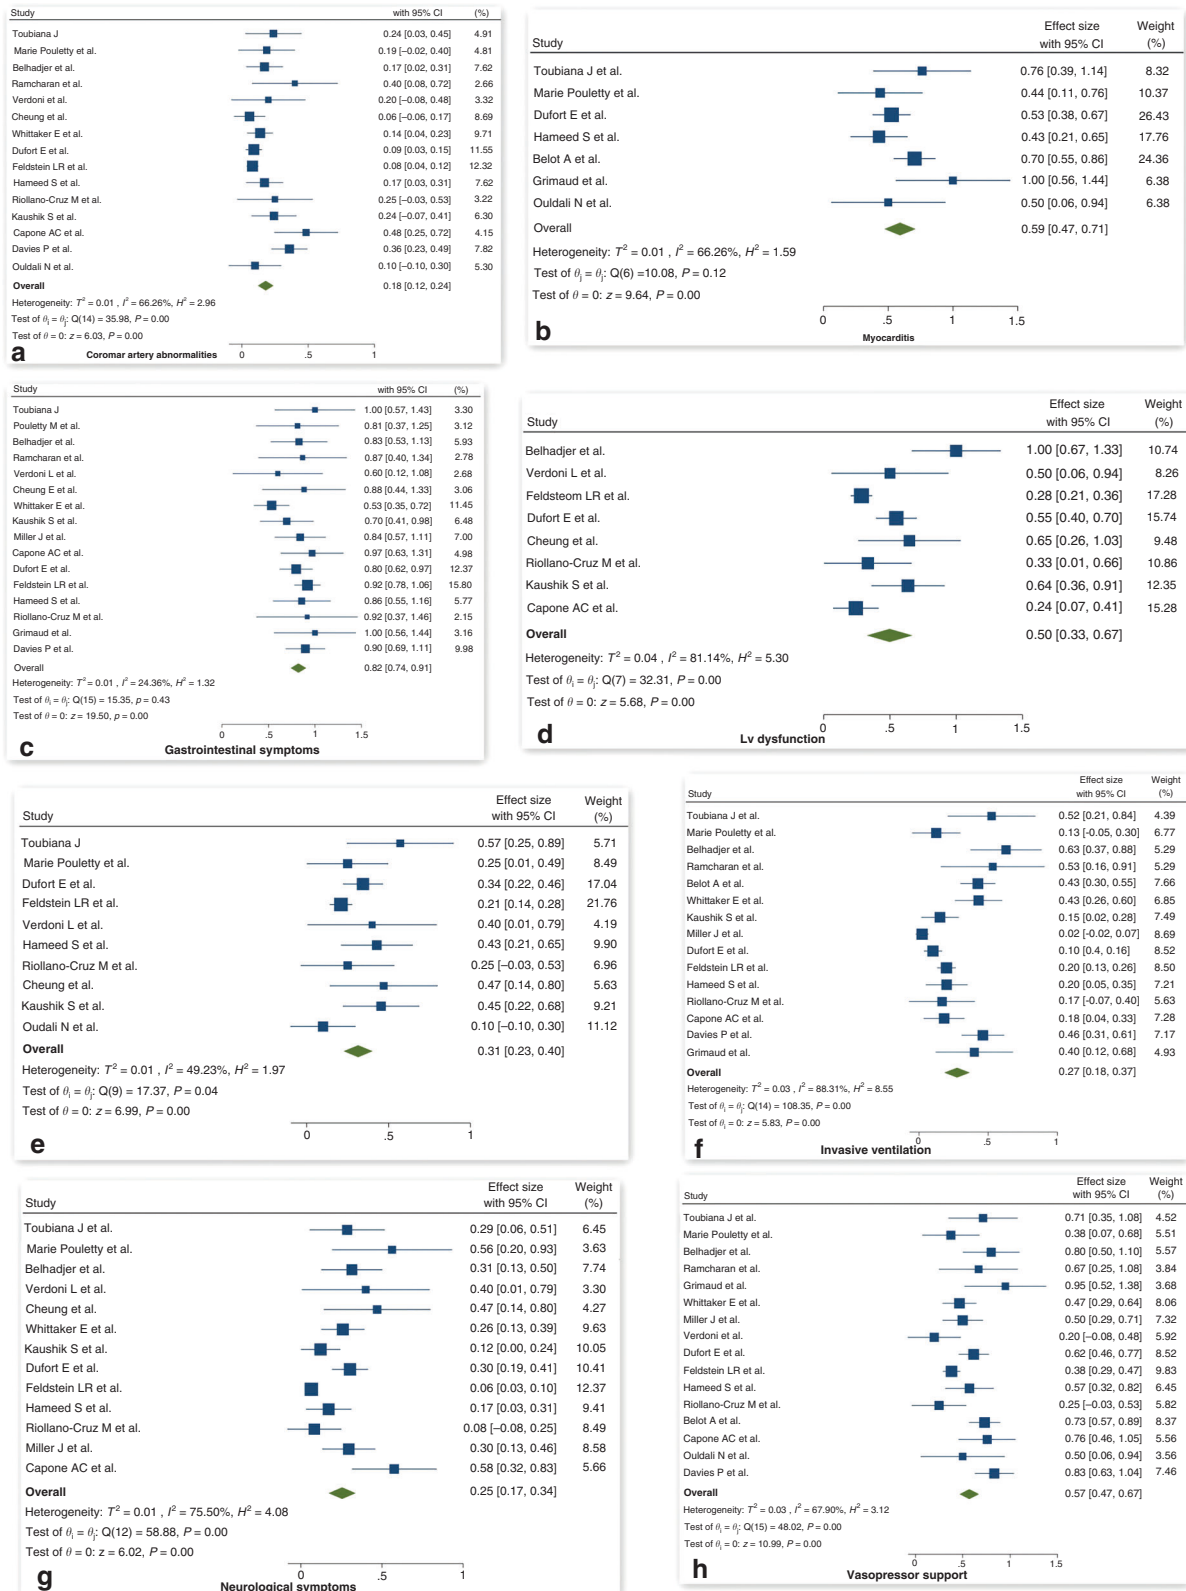 Study with 95% CI (%)
Toubiana J 0.24 [0.03, 0.45] 4.91
Marie Pouletty et al. 0.19 [−0.02, 0.40] 4.81
Belhadjer et al. 0.17 [0.02, 0.31] 7.62
Ramcharan et al. 0.40 [0.08, 0.72] 2.66
Verdoni et al. 0.20 [−0.08, 0.48] 3.32
Cheung et al. 0.06 [−0.06, 0.17] 8.69
Whittaker E et al. 0.14 [0.04, 0.23] 9.71
Dufort E et al. 0.09 [0.03, 0.15] 11.55
Feldstein LR et al. 0.08 [0.04, 0.12] 12.32
Hameed S et al. 0.17 [0.03, 0.31] 7.62
Riollano-Cruz M et al. 0.25 [−0.03, 0.53] 3.22
Kaushik S et al. 0.24 [−0.07, 0.41] 6.30
Capone AC et al. 0.48 [0.25, 0.72] 4.15
Davies P et al. 0.36 [0.23, 0.49] 7.82
Ouldali N et al. 0.10 [−0.10, 0.30] 5.30
Overall 0.18 [0.12, 0.24]
Heterogeneity: T² = 0.01 , I² = 66.26%, H² = 2.96
Test of θi = θj: Q(14) = 35.98, P = 0.00
Test of θ = 0: z = 6.03, P = 0.00
0 .5 1
a Coromar artery abnormalities
Effect size Weight
Study with 95% CI (%)
Toubiana J et al. 0.76 [0.39, 1.14] 8.32
Marie Pouletty et al. 0.44 [0.11, 0.76] 10.37
Dufort E et al. 0.53 [0.38, 0.67] 26.43
Hameed S et al. 0.43 [0.21, 0.65] 17.76
Belot A et al. 0.70 [0.55, 0.86] 24.36
Grimaud et al. 1.00 [0.56, 1.44] 6.38
Ouldali N et al. 0.50 [0.06, 0.94] 6.38
Overall 0.59 [0.47, 0.71]
Heterogeneity: T² = 0.01 , I² = 66.26%, H² = 1.59
Test of θi = θj: Q(6) =10.08, P = 0.12
Test of θ = 0: z = 9.64, P = 0.00
0 .5 1 1.5
b Myocarditis
Study with 95% CI (%)
Toubiana J 1.00 [0.57, 1.43] 3.30
Pouletty M et al. 0.81 [0.37, 1.25] 3.12
Belhadjer et al. 0.83 [0.53, 1.13] 5.93
Ramcharan et al. 0.87 [0.40, 1.34] 2.78
Verdoni L et al. 0.60 [0.12, 1.08] 2.68
Cheung E et al. 0.88 [0.44, 1.33] 3.06
Whittaker E et al. 0.53 [0.35, 0.72] 11.45
Kaushik S et al. 0.70 [0.41, 0.98] 6.48
Miller J et al. 0.84 [0.57, 1.11] 7.00
Capone AC et al. 0.97 [0.63, 1.31] 4.98
Dufort E et al. 0.80 [0.62, 0.97] 12.37
Feldstein LR et al. 0.92 [0.78, 1.06] 15.80
Hameed S et al. 0.86 [0.55, 1.16] 5.77
Riollano-Cruz M et al. 0.92 [0.37, 1.46] 2.15
Grimaud et al. 1.00 [0.56, 1.44] 3.16
Davies P et al. 0.90 [0.69, 1.11] 9.98
Overall 0.82 [0.74, 0.91]
Heterogeneity: T² = 0.01 , I² = 24.36%, H² = 1.32
Test of θi = θj: Q(15) = 15.35, p = 0.43
Test of θ = 0: z = 19.50, p = 0.00
0 .5 1 1.5
c Gastrointestinal symptoms
Effect size Weight
Study with 95% CI (%)
Belhadjer et al. 1.00 [0.67, 1.33] 10.74
Verdoni L et al. 0.50 [0.06, 0.94] 8.26
Feldsteom LR et al. 0.28 [0.21, 0.36] 17.28
Dufort E et al. 0.55 [0.40, 0.70] 15.74
Cheung et al. 0.65 [0.26, 1.03] 9.48
Riollano-Cruz M et al. 0.33 [0.01, 0.66] 10.86
Kaushik S et al. 0.64 [0.36, 0.91] 12.35
Capone AC et al. 0.24 [0.07, 0.41] 15.28
Overall 0.50 [0.33, 0.67]
Heterogeneity: T² = 0.04 , I² = 81.14%, H² = 5.30
Test of θi = θj: Q(7) = 32.31, P = 0.00
Test of θ = 0: z = 5.68, P = 0.00
0 .5 1 1.5
d Lv dysfunction
Effect size Weight
Study with 95% CI (%)
Toubiana J 0.57 [0.25, 0.89] 5.71
Marie Pouletty et al. 0.25 [0.01, 0.49] 8.49
Dufort E et al. 0.34 [0.22, 0.46] 17.04
Feldstein LR et al. 0.21 [0.14, 0.28] 21.76
Verdoni L et al. 0.40 [0.01, 0.79] 4.19
Hameed S et al. 0.43 [0.21, 0.65] 9.90
Riollano-Cruz M et al. 0.25 [−0.03, 0.53] 6.96
Cheung et al. 0.47 [0.14, 0.80] 5.63
Kaushik S et al. 0.45 [0.22, 0.68] 9.21
Oudali N et al. 0.10 [−0.10, 0.30] 11.12
Overall 0.31 [0.23, 0.40]
Heterogeneity: T² = 0.01 , I² = 49.23%, H² = 1.97
Test of θi = θj: Q(9) = 17.37, P = 0.04
Test of θ = 0: z = 6.99, P = 0.00
0 .5 1
e
Effect size Weight
Study with 95% CI (%)
Toubiana J et al. 0.52 [0.21, 0.84] 4.39
Marie Pouletty et al. 0.13 [-0.05, 0.30] 6.77
Belhadjer et al. 0.63 [0.37, 0.88] 5.29
Ramcharan et al. 0.53 [0.16, 0.91] 5.29
Belot A et al. 0.43 [0.30, 0.55] 7.66
Whittaker E et al. 0.43 [0.26, 0.60] 6.85
Kaushik S et al. 0.15 [0.02, 0.28] 7.49
Miller J et al. 0.02 [-0.02, 0.07] 8.69
Dufort E et al. 0.10 [0.4, 0.16] 8.52
Feldstein LR et al. 0.20 [0.13, 0.26] 8.50
Hameed S et al. 0.20 [0.05, 0.35] 7.21
Riollano-Cruz M et al. 0.17 [-0.07, 0.40] 5.63
Capone AC et al. 0.18 [0.04, 0.33] 7.28
Davies P et al. 0.46 [0.31, 0.61] 7.17
Grimaud et al. 0.40 [0.12, 0.68] 4.93
Overall 0.27 [0.18, 0.37]
Heterogeneity: T² = 0.03 , I² = 88.31%, H² = 8.55
Test of θi = θj: Q(14) = 108.35, P = 0.00
Test of θi = 0: z = 5.83, P = 0.00
0 .5 1
f Invasive ventilation
Effect size Weight
Study with 95% CI (%)
Toubiana J et al. 0.29 [0.06, 0.51] 6.45
Marie Pouletty et al. 0.56 [0.20, 0.93] 3.63
Belhadjer et al. 0.31 [0.13, 0.50] 7.74
Verdoni L et al. 0.40 [0.01, 0.79] 3.30
Cheung et al. 0.47 [0.14, 0.80] 4.27
Whittaker E et al. 0.26 [0.13, 0.39] 9.63
Kaushik S et al. 0.12 [0.00, 0.24] 10.05
Dufort E et al. 0.30 [0.19, 0.41] 10.41
Feldstein LR et al. 0.06 [0.03, 0.10] 12.37
Hameed S et al. 0.17 [0.03, 0.31] 9.41
Riollano-Cruz M et al. 0.08 [−0.08, 0.25] 8.49
Miller J et al. 0.30 [0.13, 0.46] 8.58
Capone AC et al. 0.58 [0.32, 0.83] 5.66
Overall 0.25 [0.17, 0.34]
Heterogeneity: T² = 0.01 , I² = 75.50%, H² = 4.08
Test of θi = θj: Q(12) = 58.88, P = 0.00
Test of θ = 0: z = 6.02, P = 0.00
0 .5 1
g Neurological symptoms
Effect size Weight
Study with 95% CI (%)
Toubiana J et al. 0.71 [0.35, 1.08] 4.52
Marie Pouletty et al. 0.38 [0.07, 0.68] 5.51
Belhadjer et al. 0.80 [0.50, 1.10] 5.57
Ramcharan et al. 0.67 [0.25, 1.08] 3.84
Grimaud et al. 0.95 [0.52, 1.38] 3.68
Whittaker E et al. 0.47 [0.29, 0.64] 8.06
Miller J et al. 0.50 [0.29, 0.71] 7.32
Verdoni et al. 0.20 [−0.08, 0.48] 5.92
Dufort E et al. 0.62 [0.46, 0.77] 8.52
Feldstein LR et al. 0.38 [0.29, 0.47] 9.83
Hameed S et al. 0.57 [0.32, 0.82] 6.45
Riollano-Cruz M et al. 0.25 [−0.03, 0.53] 5.82
Belot A et al. 0.73 [0.57, 0.89] 8.37
Capone AC et al. 0.76 [0.46, 1.05] 5.56
Ouldali N et al. 0.50 [0.06, 0.94] 3.56
Davies P et al. 0.83 [0.63, 1.04] 7.46
Overall 0.57 [0.47, 0.67]
Heterogeneity: T² = 0.03 , I² = 67.90%, H² = 3.12
Test of θi = θj: Q(15) = 48.02, P = 0.00
Test of θi = 0: z = 10.99, P = 0.00
0 .5 1 1.5
h Vasopressor support